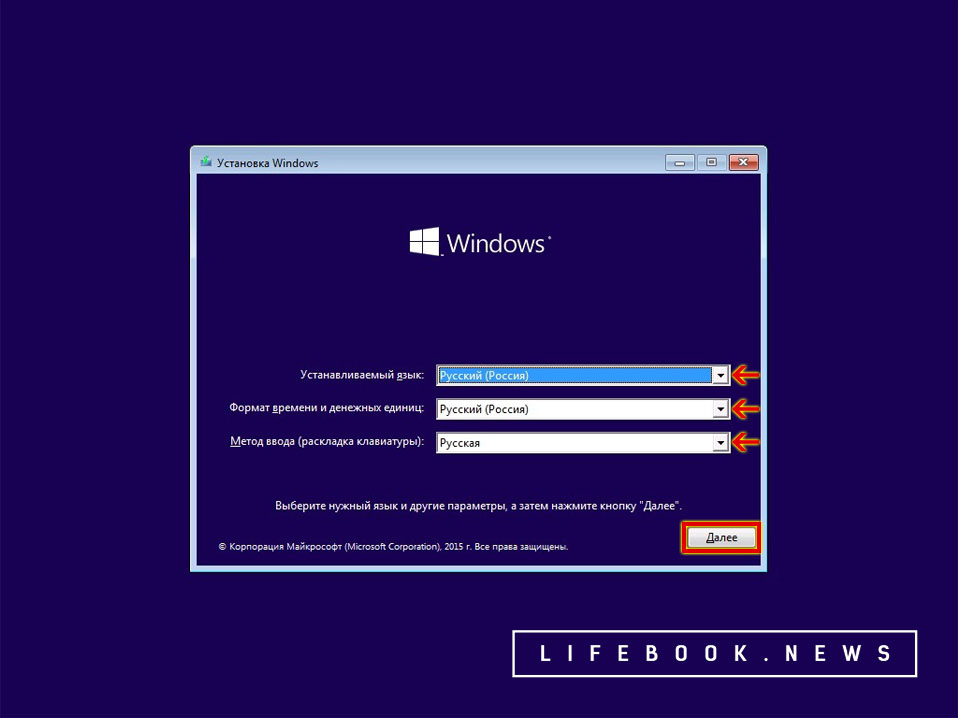 Установка Windows
Windows
Устанавливаемый язык: Русский (Россия)
Формат времени и денежных единиц: Русский (Россия)
Метод ввода (раскладка клавиатуры): Русская
Выберите нужный язык и другие параметры, а затем нажмите кнопку "Далее".
Далее
© Корпорация Майкрософт (Microsoft Corporation), 2015 г. Все права защищены.
LIFEBOOK.NEWS